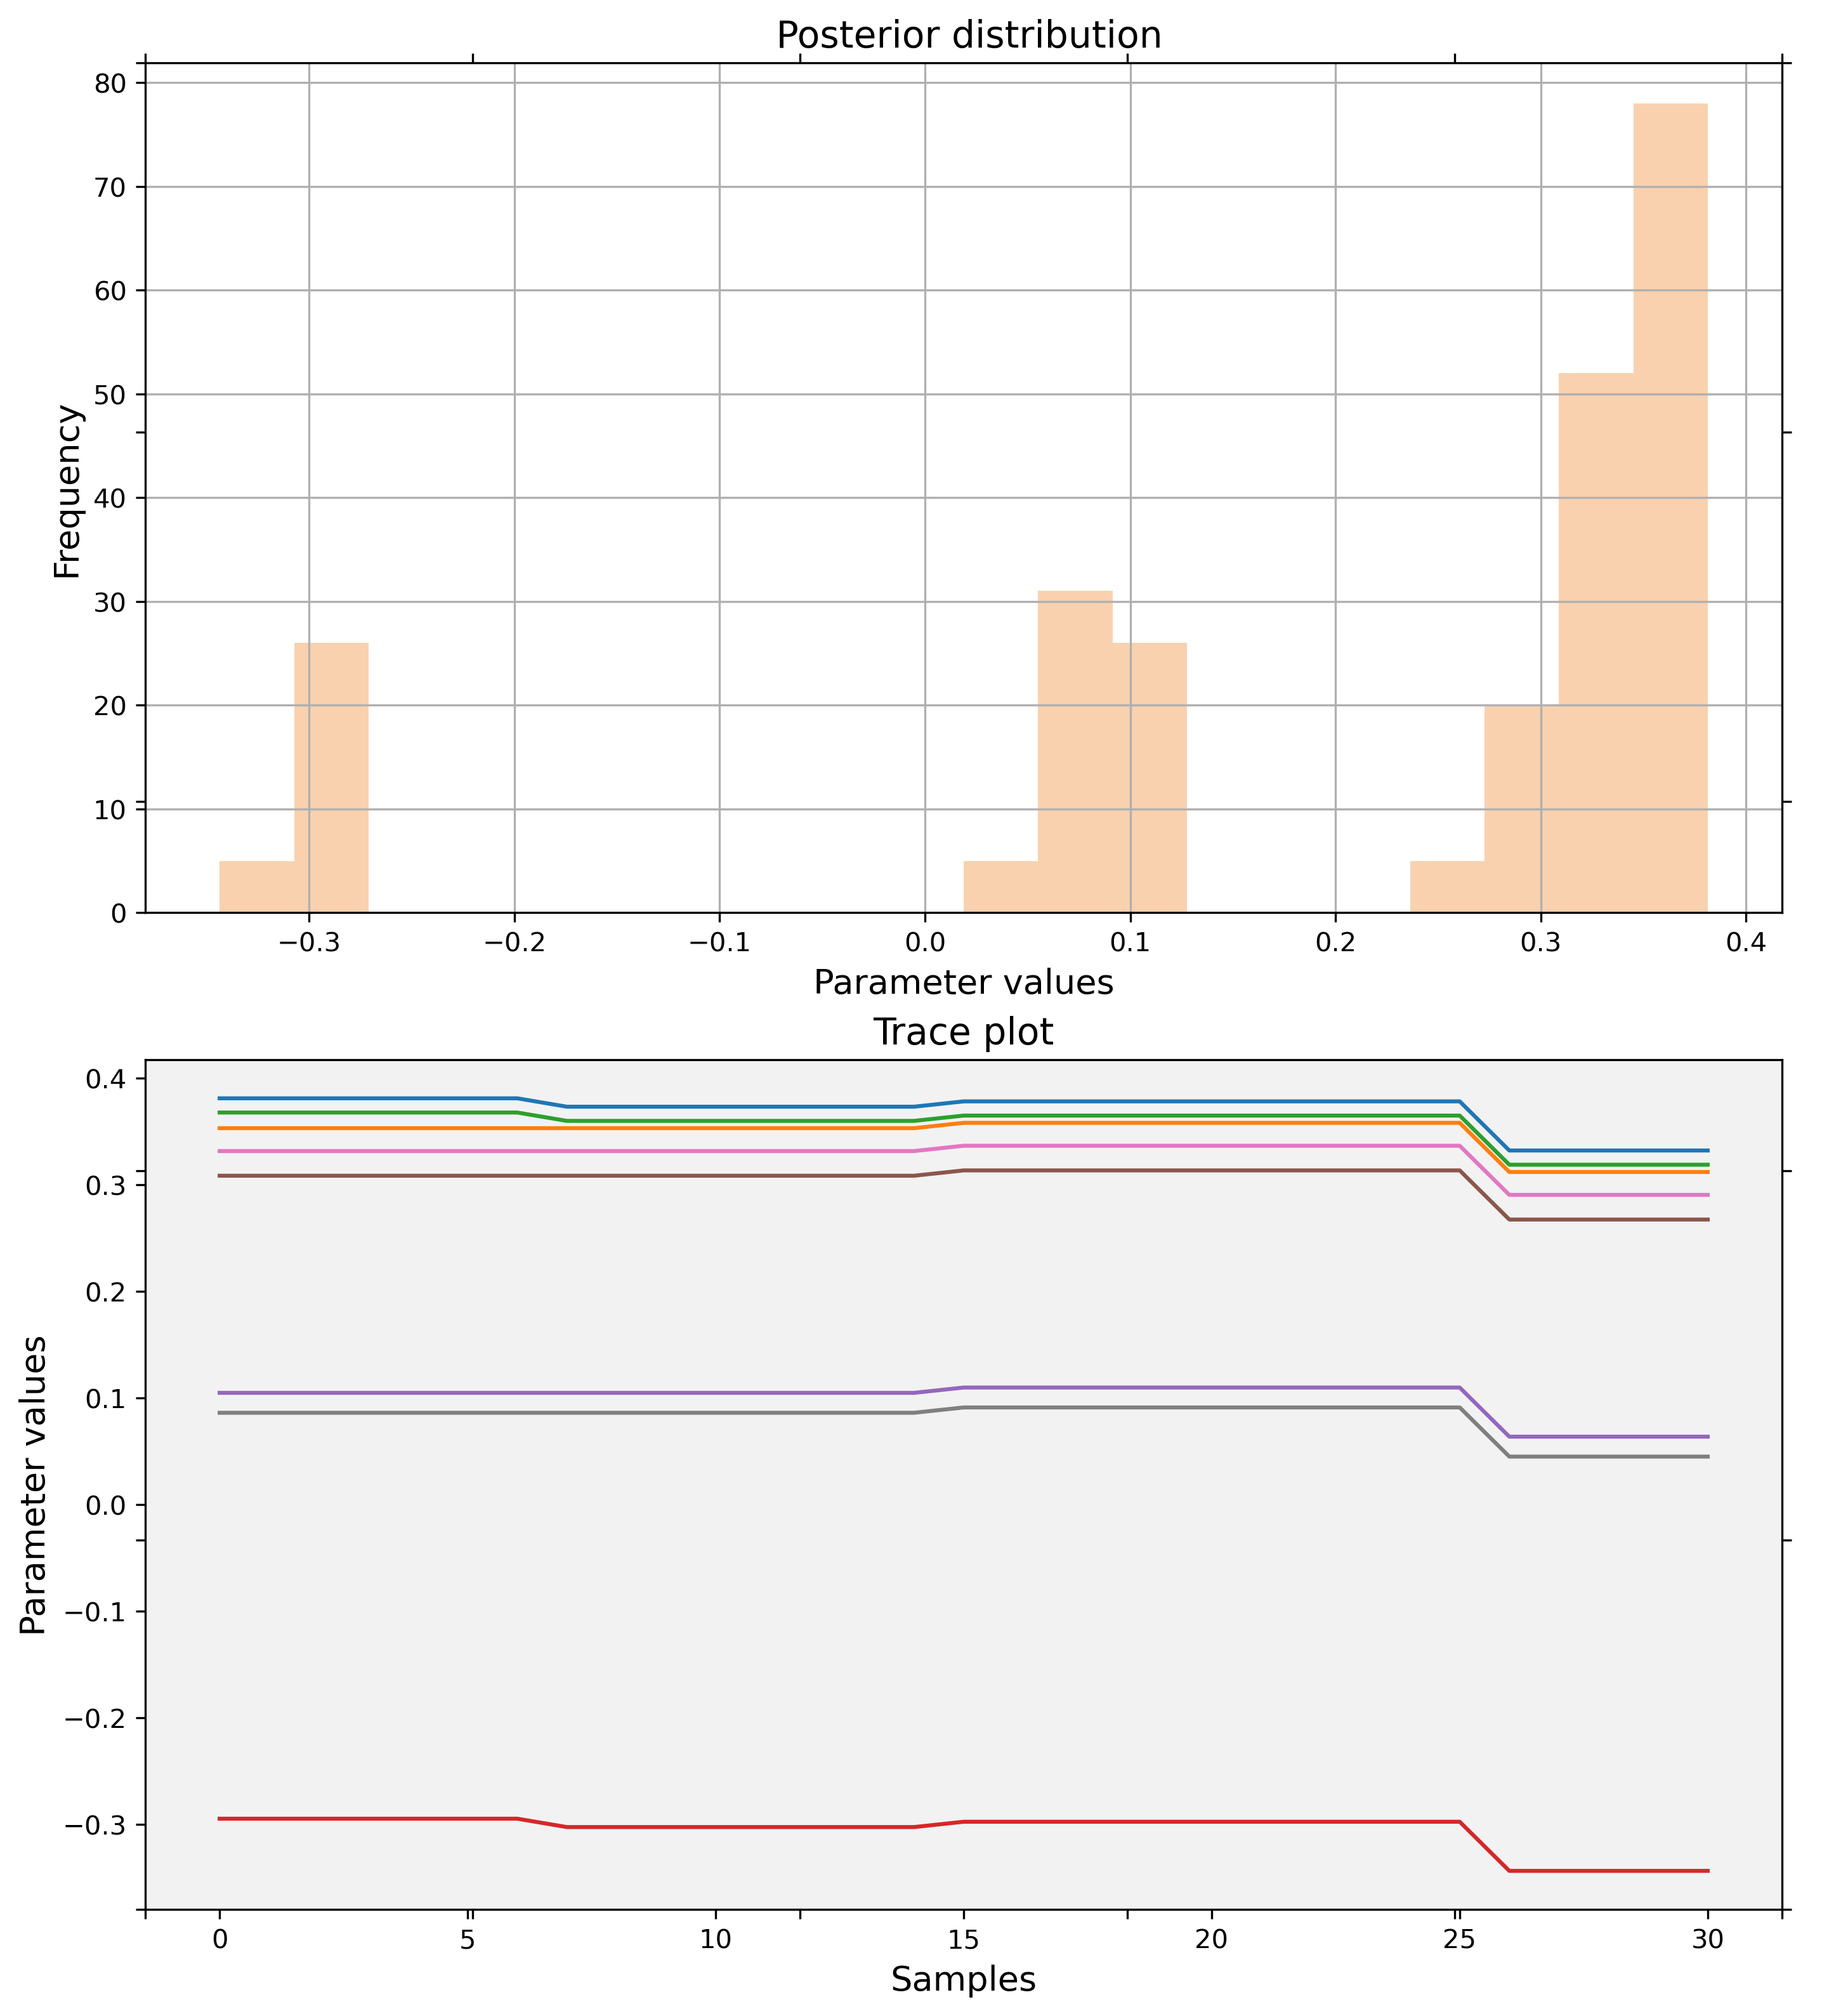 Posterior distribution
80
70
60
50
40
30
20
10
0
Frequency
−0.3 −0.2 −0.1 0.0 0.1 0.2 0.3 0.4
Parameter values
Trace plot
0.4
0.3
0.2
0.1
0.0
−0.1
−0.2
−0.3
Parameter values
0 5 10 15 20 25 30
Samples